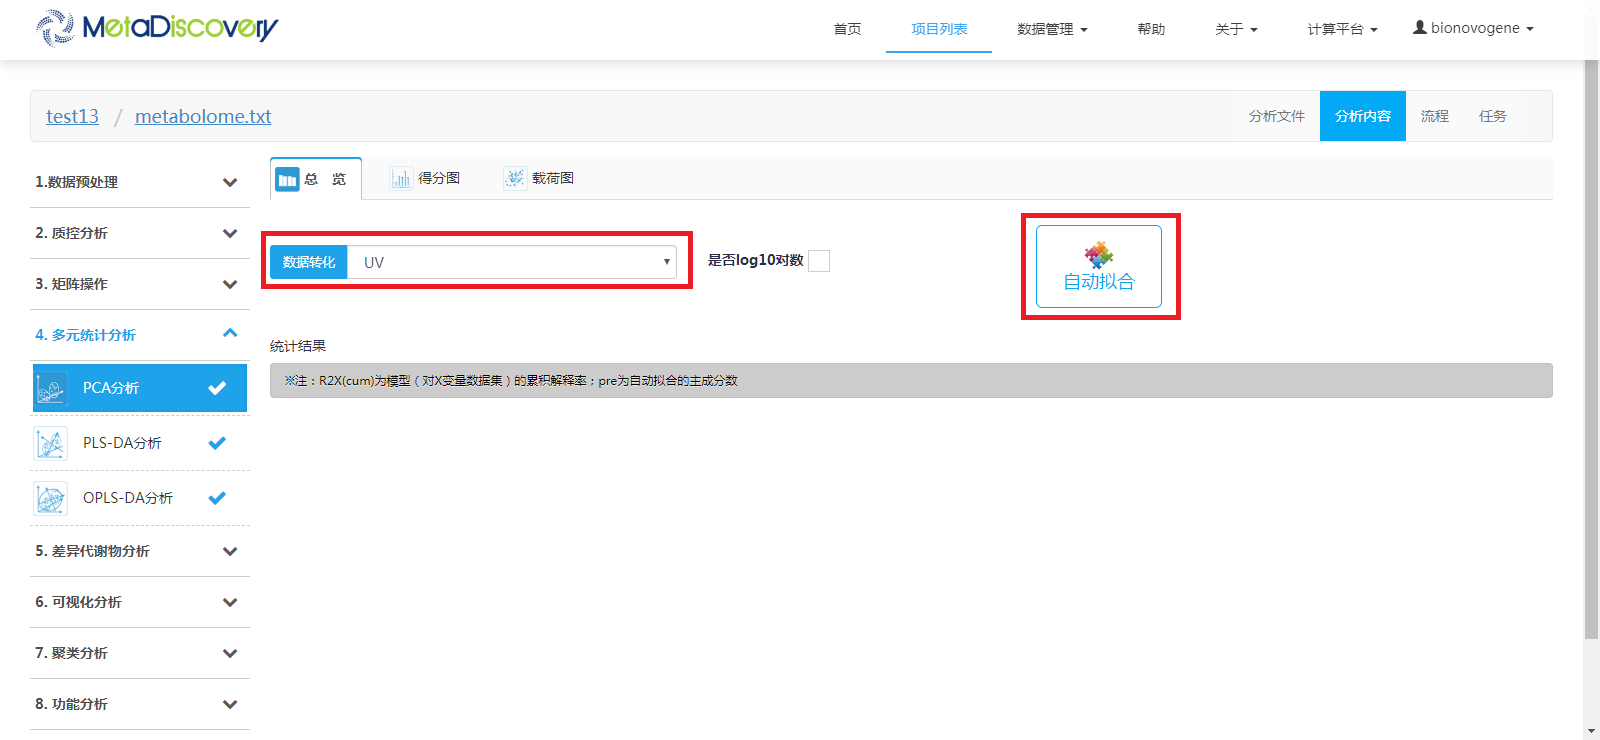 MetaDiscovery
首页 项目列表 数据管理 帮助 关于 计算平台 bionovogene
test13 / metabolome.txt
分析文件 分析内容 流程 任务
1.数据预处理
2. 质控分析
3. 矩阵操作
4. 多元统计分析
PCA分析
PLS-DA分析
OPLS-DA分析
5. 差异代谢物分析
6. 可视化分析
7. 聚类分析
8. 功能分析
总 览 得分图 载荷图
数据转化 UV 是否log10对数
自动拟合
统计结果
※注：R2X(cum)为模型（对X变量数据集）的累积解释率；pre为自动拟合的主成分数